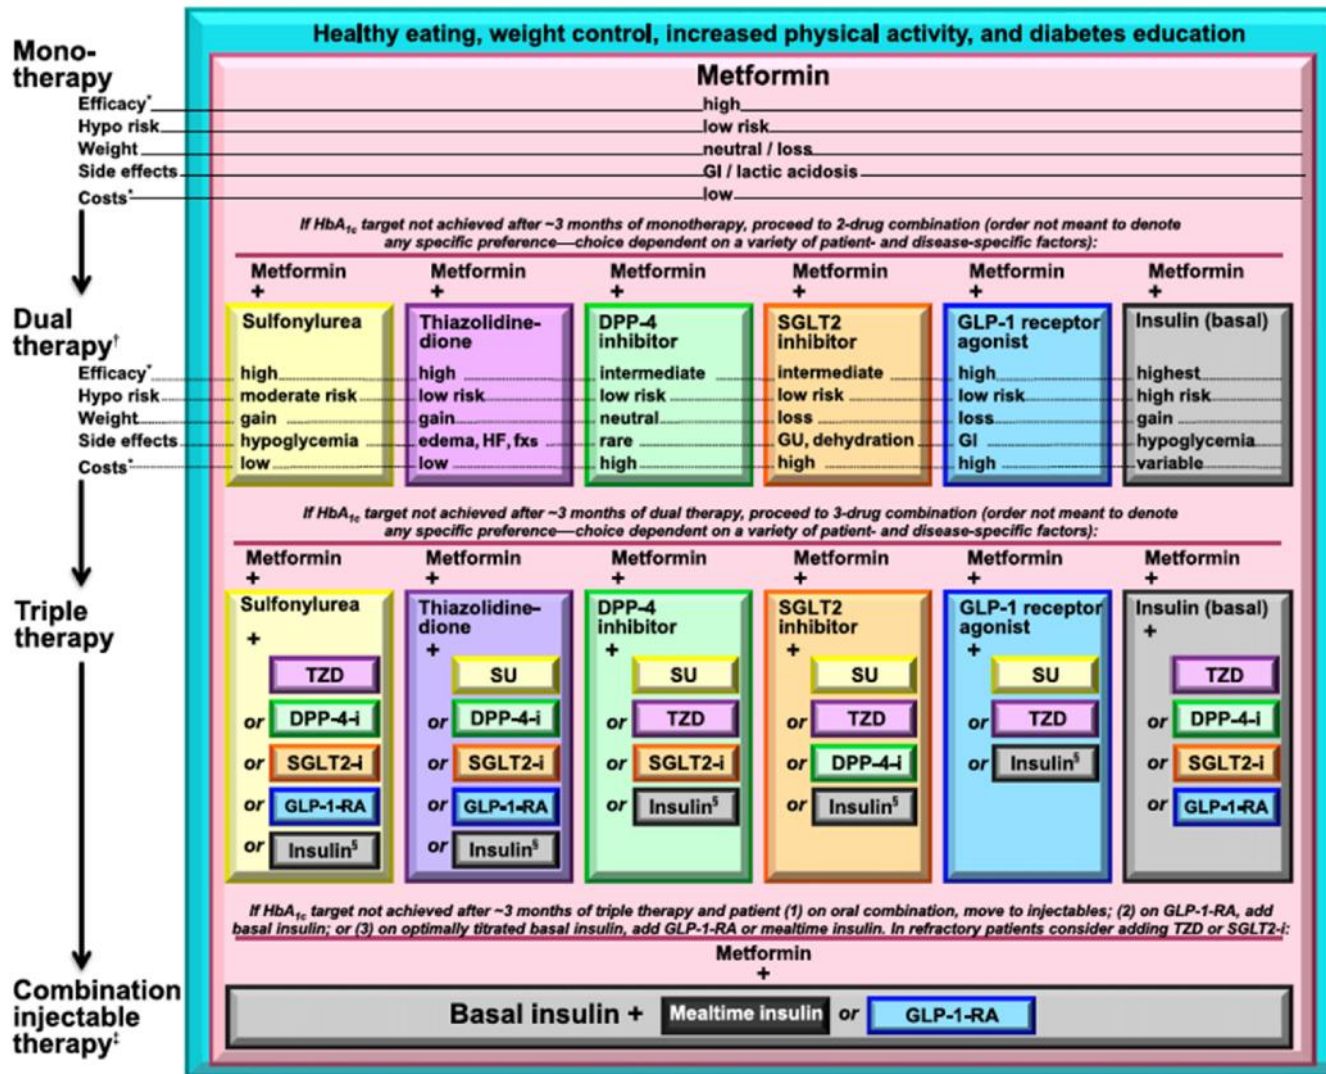 Healthy eating, weight control, increased physical activity, and diabetes education
Mono-
therapy
Metformin
Efficacy* high
Hypo risk low risk
Weight neutral / loss
Side effects GI / lactic acidosis
Costs* low
If HbA1c target not achieved after ~3 months of monotherapy, proceed to 2-drug combination (order not meant to denote
any specific preference—choice dependent on a variety of patient- and disease-specific factors):
Metformin Metformin Metformin Metformin Metformin Metformin
+ + + + + +
Dual
therapy†
Sulfonylurea Thiazolidine- DPP-4 SGLT2 GLP-1 receptor Insulin (basal)
dione inhibitor inhibitor agonist
Efficacy* high high intermediate intermediate high highest
Hypo risk moderate risk low risk low risk low risk low risk high risk
Weight gain gain neutral loss loss gain
Side effects hypoglycemia edema, HF, fxs rare GU, dehydration GI hypoglycemia
Costs* low low high high high variable
If HbA1c target not achieved after ~3 months of dual therapy, proceed to 3-drug combination (order not meant to denote
any specific preference—choice dependent on a variety of patient- and disease-specific factors):
Metformin Metformin Metformin Metformin Metformin Metformin
+ + + + + +
Triple
therapy
Sulfonylurea Thiazolidine- DPP-4 SGLT2 GLP-1 receptor Insulin (basal)
dione inhibitor inhibitor agonist
+ + + + + +
TZD SU SU SU SU TZD
or DPP-4-i or DPP-4-i or TZD or TZD or TZD or DPP-4-i
or SGLT2-i or SGLT2-i or SGLT2-i or DPP-4-i or Insulin§ or SGLT2-i
or GLP-1-RA or GLP-1-RA or Insulin§ or Insulin§ or GLP-1-RA
or Insulin§ or Insulin§
If HbA1c target not achieved after ~3 months of triple therapy and patient (1) on oral combination, move to injectables; (2) on GLP-1-RA, add
basal insulin; or (3) on optimally titrated basal insulin, add GLP-1-RA or mealtime insulin. In refractory patients consider adding TZD or SGLT2-i:
Metformin
+
Combination
injectable
therapy‡
Basal insulin + Mealtime insulin or GLP-1-RA